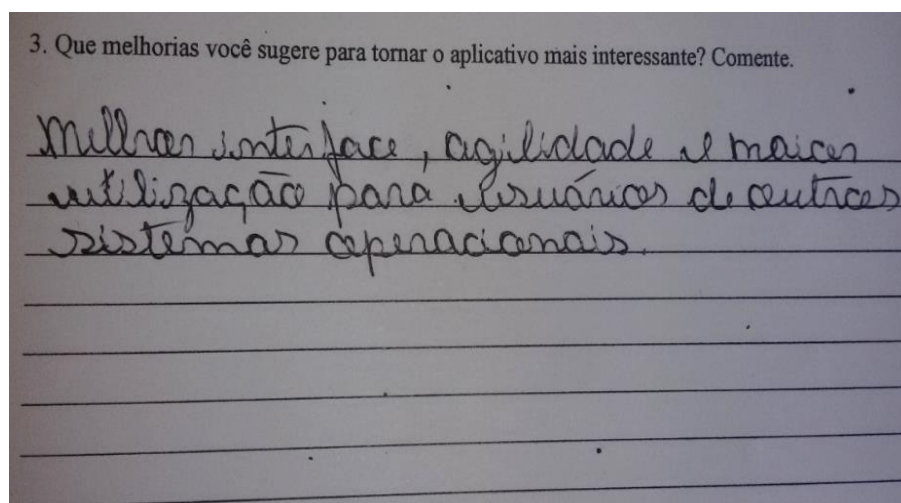 3. Que melhorias você sugere para tornar o aplicativo mais interessante? Comente.
Melhor interface, agilidade e maior
utilização para usuários de outros
sistemas operacionais.